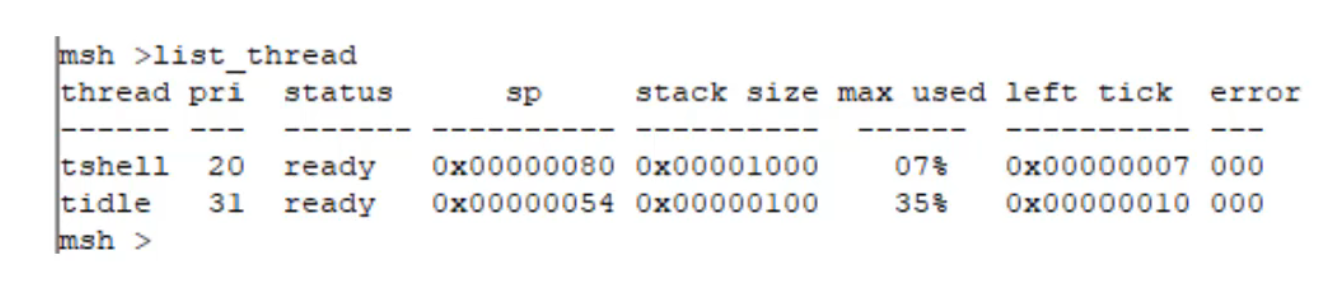 msh >list_thread
thread pri  status      sp     stack size max used left tick  error
------ ---  ------- ---------- ----------  ------  ---------- ---
tshell  20  ready   0x00000080 0x00001000    07%   0x00000007 000
tidle   31  ready   0x00000054 0x00000100    35%   0x00000010 000
msh >